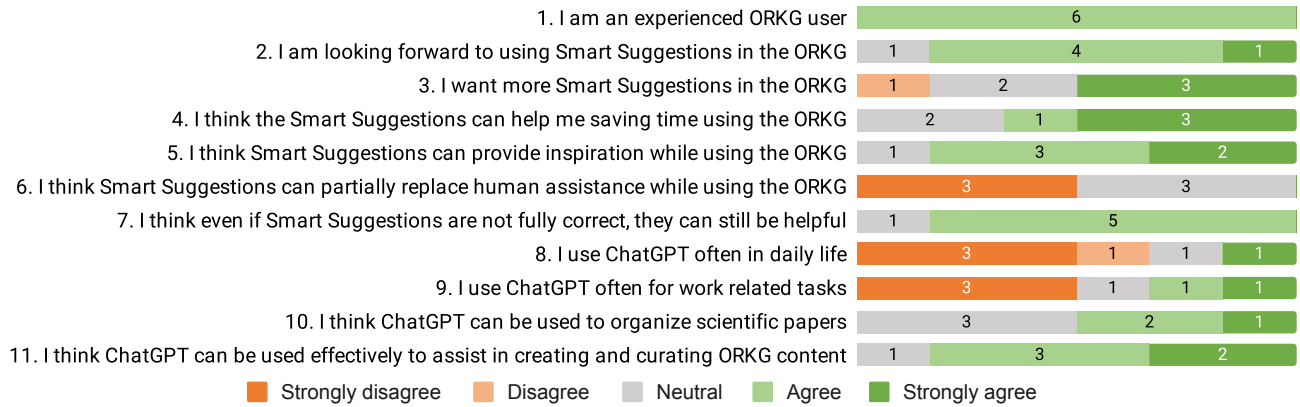 1. I am an experienced ORKG user 6
2. I am looking forward to using Smart Suggestions in the ORKG 1 4 1
3. I want more Smart Suggestions in the ORKG 1 2 3
4. I think the Smart Suggestions can help me saving time using the ORKG 2 1 3
5. I think Smart Suggestions can provide inspiration while using the ORKG 1 3 2
6. I think Smart Suggestions can partially replace human assistance while using the ORKG 3 3
7. I think even if Smart Suggestions are not fully correct, they can still be helpful 1 5
8. I use ChatGPT often in daily life 3 1 1 1
9. I use ChatGPT often for work related tasks 3 1 1 1
10. I think ChatGPT can be used to organize scientific papers 3 2 1
11. I think ChatGPT can be used effectively to assist in creating and curating ORKG content 1 3 2
Strongly disagree Disagree Neutral Agree Strongly agree